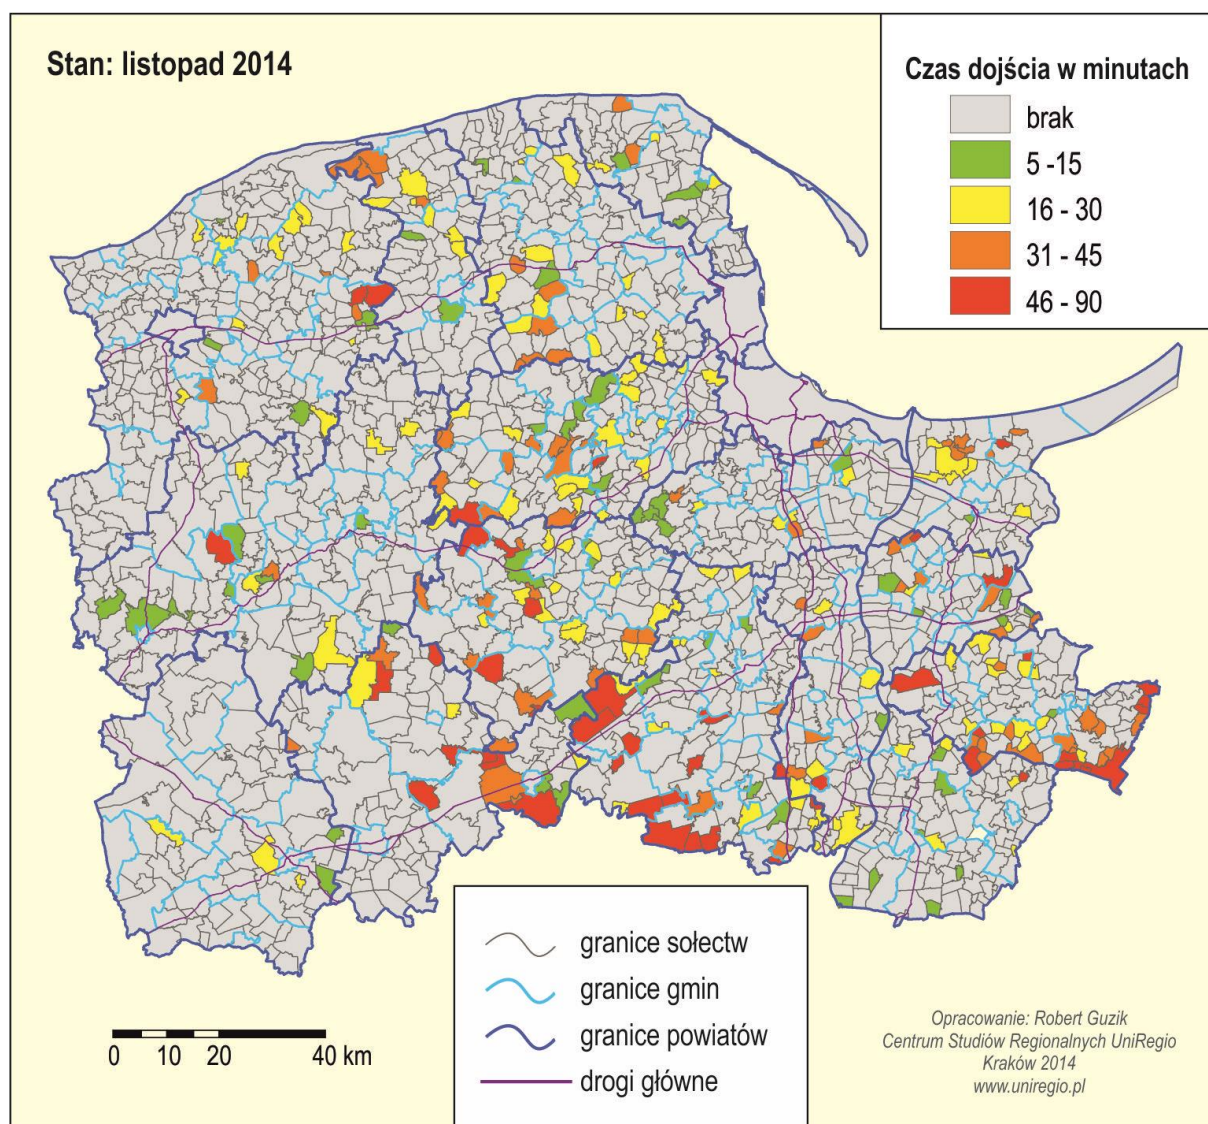 Stan: listopad 2014
Czas dojścia w minutach
brak
5 -15
16 - 30
31 - 45
46 - 90
granice sołectw
granice gmin
granice powiatów
drogi główne
0 10 20 40 km
Opracowanie: Robert Guzik
Centrum Studiów Regionalnych UniRegio
Kraków 2014
www.uniregio.pl